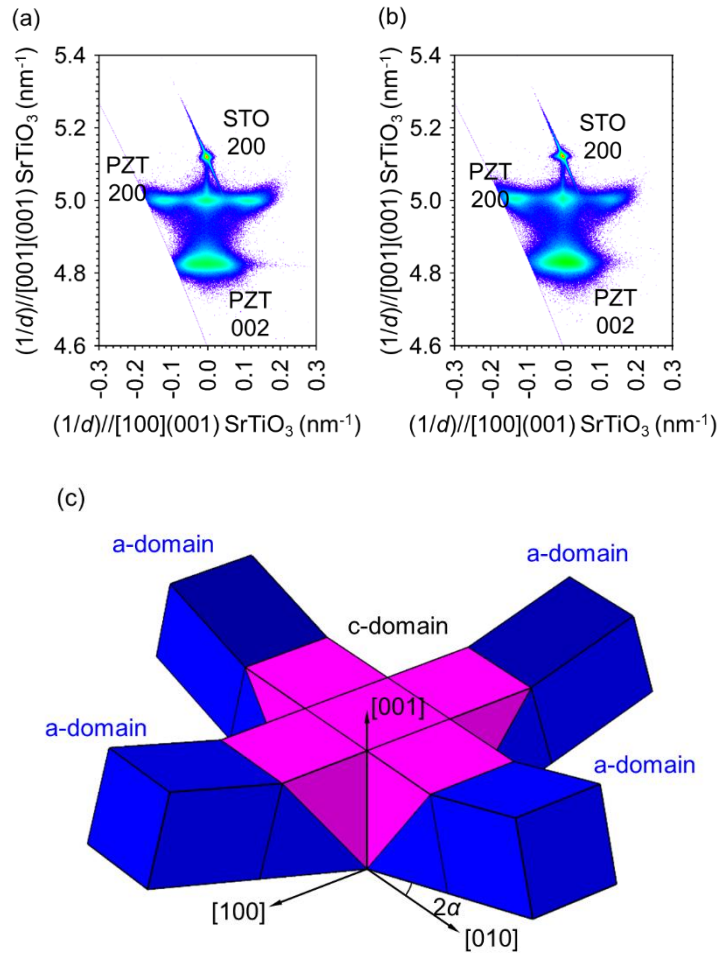 (a)
(1/d)//[001](001) SrTiO₃ (nm⁻¹)
5.4
5.2
5.0
4.8
4.6
STO
200
PZT
200
PZT
002
-0.3
-0.2
-0.1
0.0
0.1
0.2
0.3
(1/d)//[100](001) SrTiO₃ (nm⁻¹)
(b)
(1/d)//[001](001) SrTiO₃ (nm⁻¹)
5.4
5.2
5.0
4.8
4.6
STO
200
PZT
200
PZT
002
-0.3
-0.2
-0.1
0.0
0.1
0.2
0.3
(1/d)//[100](001) SrTiO₃ (nm⁻¹)
(c)
a-domain
a-domain
c-domain
[001]
a-domain
a-domain
2α
[100]
[010]